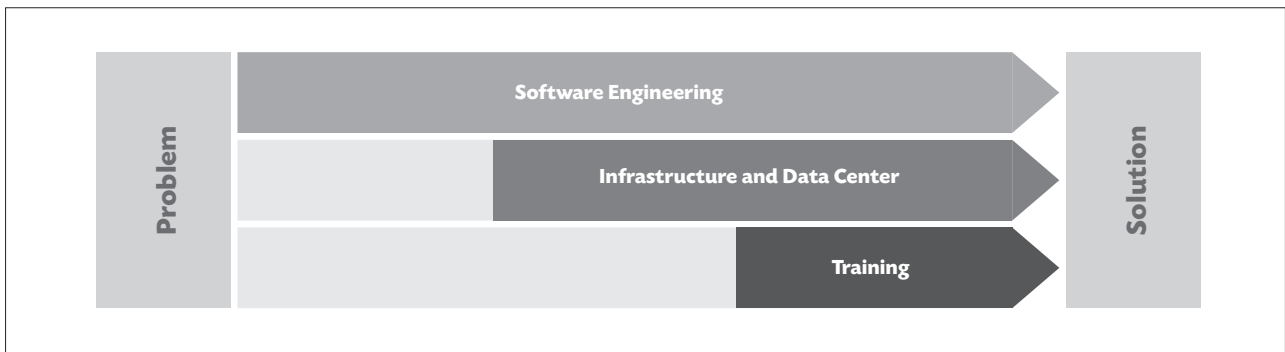 Problem
Software Engineering
Infrastructure and Data Center
Training
Solution